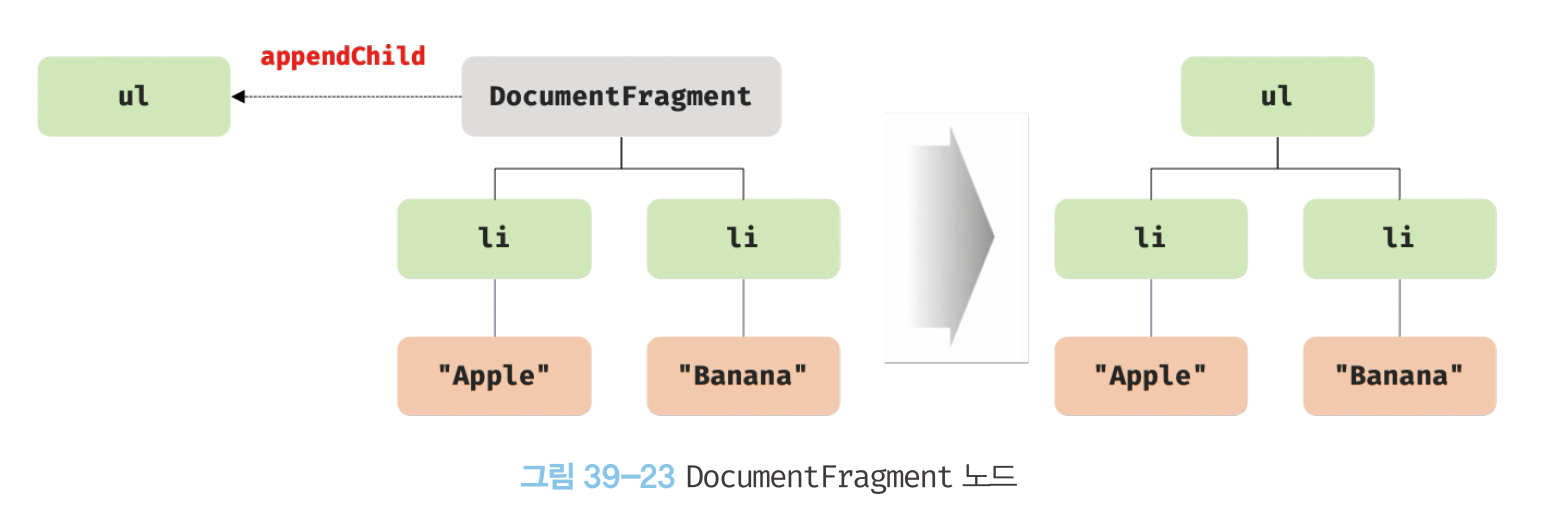 appendChild
ul
DocumentFragment
ul
li
li
li
li
"Apple"
"Banana"
"Apple"
"Banana"
그림 39-23 DocumentFragment 노드